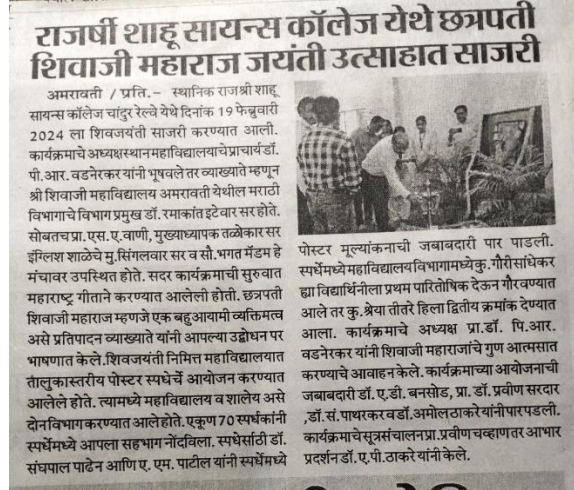 राजर्षी शाहू सायन्स कॉलेज येथे छत्रपती
शिवाजी महाराज जयंती उत्साहात साजरी
अमरावती / प्रति.- स्थानिक राजश्री शाहू
सायन्स कॉलेज चांदुर रेल्वे येथे दिनांक 19 फेब्रुवारी
2024 ला शिवजयंती साजरी करण्यात आली.
कार्यक्रमाचे अध्यक्षस्थान महाविद्यालयाचे प्राचार्य डॉ.
पी.आर. वडनेरकर यांनी भूषवले तर व्याख्याते म्हणून
श्री शिवाजी महाविद्यालय अमरावती येथील मराठी
विभागाचे विभाग प्रमुख डॉ. रमाकांत इटेवार सर होते.
सोबतच प्रा. एस.ए.वाणी, मुख्याध्यापक तळोकार सर
इंग्लिश शाळेचे मु.सिंगलवार सर व सौ.भगत मॅडम हे
मंचावर उपस्थित होते. सदर कार्यक्रमाची सुरुवात
महाराष्ट्र गीताने करण्यात आलेली होती. छत्रपती
शिवाजी महाराज म्हणजे एक बहुआयामी व्यक्तिमत्व
असे प्रतिपादन व्याख्याते यांनी आपल्या उद्बोधन पर
भाषणात केले.शिवजयंती निमित्त महाविद्यालयात
तालुकास्तरीय पोस्टर स्पर्धेचे आयोजन करण्यात
आलेले होते. त्यामध्ये महाविद्यालय व शालेय असे
दोन विभाग करण्यात आले होते. एकूण 70 स्पर्धकांनी
स्पर्धेमध्ये आपला सहभाग नोंदविला. स्पर्धेसाठी डॉ.
संघपाल पाढेन आणि ए. एम. पाटील यांनी स्पर्धेमध्ये
पोस्टर मूल्यांकनाची जबाबदारी पार पाडली.
स्पर्धेमध्ये महाविद्यालय विभागामध्ये कु. गौरी सांधेकर
ह्या विद्यार्थिनीला प्रथम पारितोषिक देऊन गौरवण्यात
आले तर कु.श्रेया तीतरे हिला द्वितीय क्रमांक देण्यात
आला. कार्यक्रमाचे अध्यक्ष प्रा.डॉ. पि.आर.
वडनेरकर यांनी शिवाजी महाराजांचे गुण आत्मसात
करण्याचे आवाहन केले. कार्यक्रमाच्या आयोजनाची
जबाबदारी डॉ. ए.डी. बनसोड, प्रा. डॉ. प्रवीण सरदार
,डॉ. सं. पाथरकर व डॉ. अमोल ठाकरे यांनी पार पडली.
कार्यक्रमाचे सूत्रसंचालन प्रा. प्रवीण चव्हाण तर आभार
प्रदर्शन डॉ. ए.पी.ठाकरे यांनी केले.